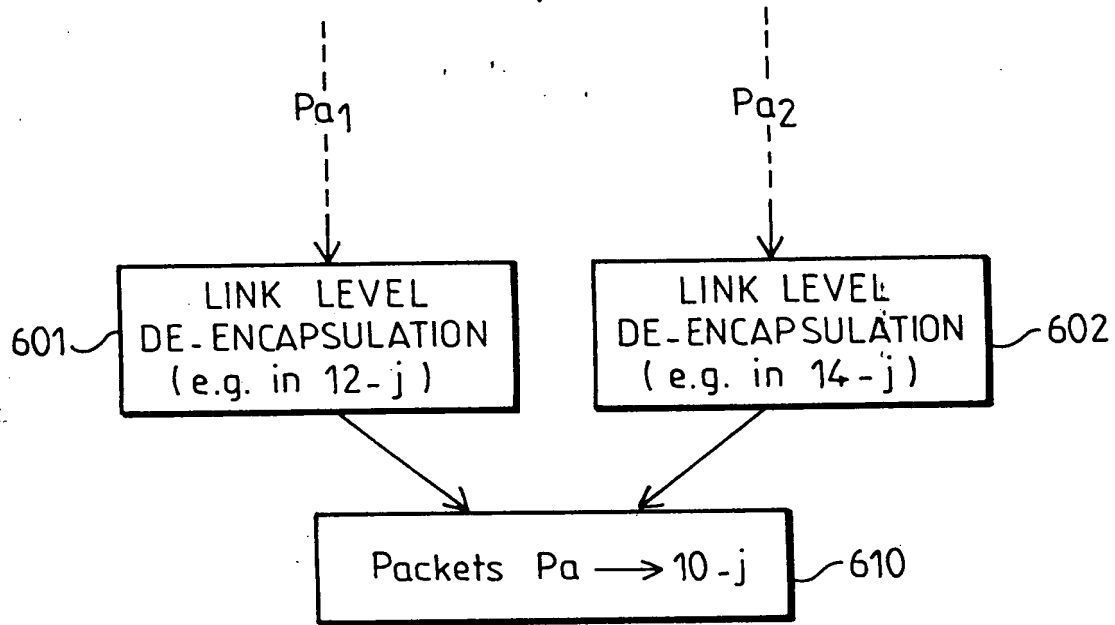 Pa1
Pa2
LINK LEVEL
DE-ENCAPSULATION
(e.g. in 12-j)
601
LINK LEVEL
DE-ENCAPSULATION
(e.g. in 14-j)
602
Packets Pa → 10-j
610